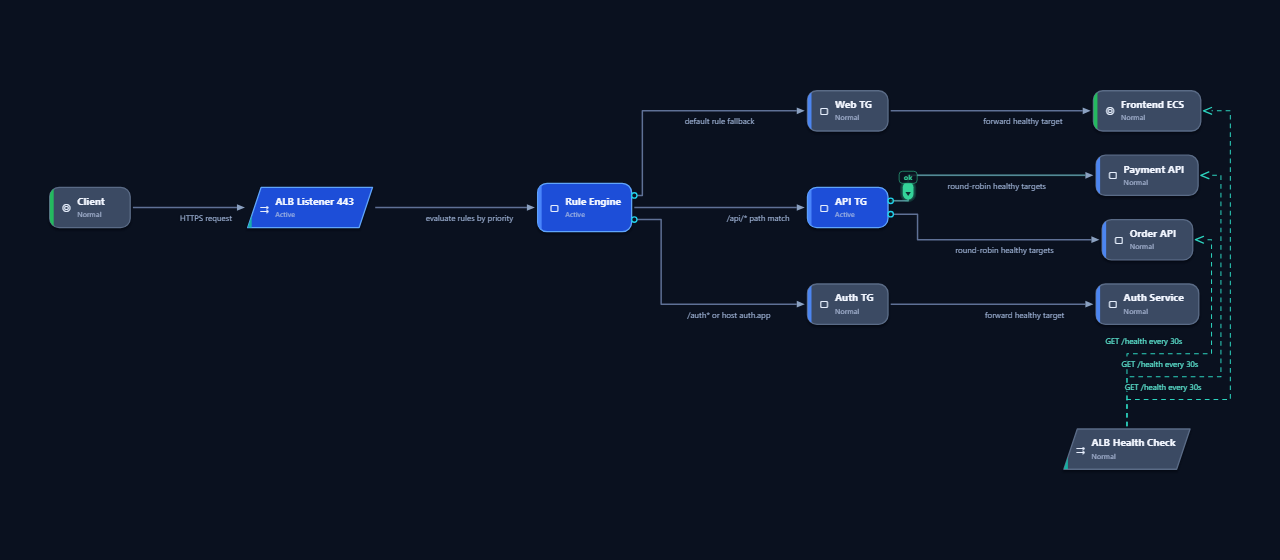 Web TG
Normal
default rule fallback
forward healthy target
Frontend ECS
Normal
Client
Normal
HTTPS request
ALB Listener 443
Active
evaluate rules by priority
Rule Engine
Active
/api/* path match
API TG
Active
ok
round-robin healthy targets
Payment API
Normal
round-robin healthy targets
Order API
Normal
/auth* or host auth.app
Auth TG
Normal
forward healthy target
Auth Service
Normal
GET /health every 30s
GET /health every 30s
GET /health every 30s
ALB Health Check
Normal